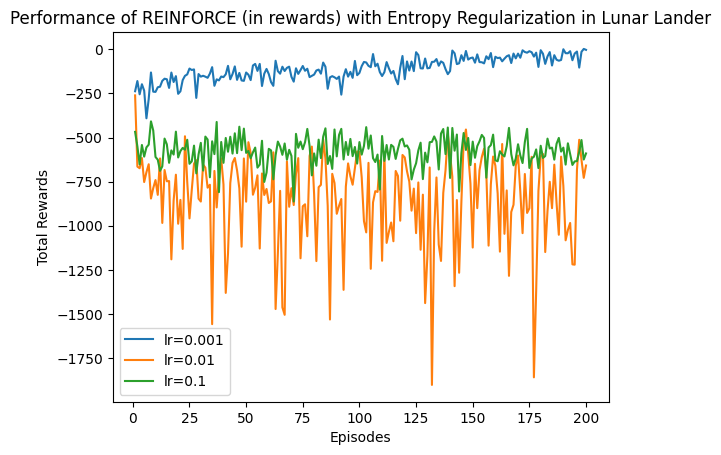 Performance of REINFORCE (in rewards) with Entropy Regularization in Lunar Lander
Total Rewards
0
−250
−500
−750
−1000
−1250
−1500
−1750
lr=0.001
lr=0.01
lr=0.1
0 25 50 75 100 125 150 175 200
Episodes